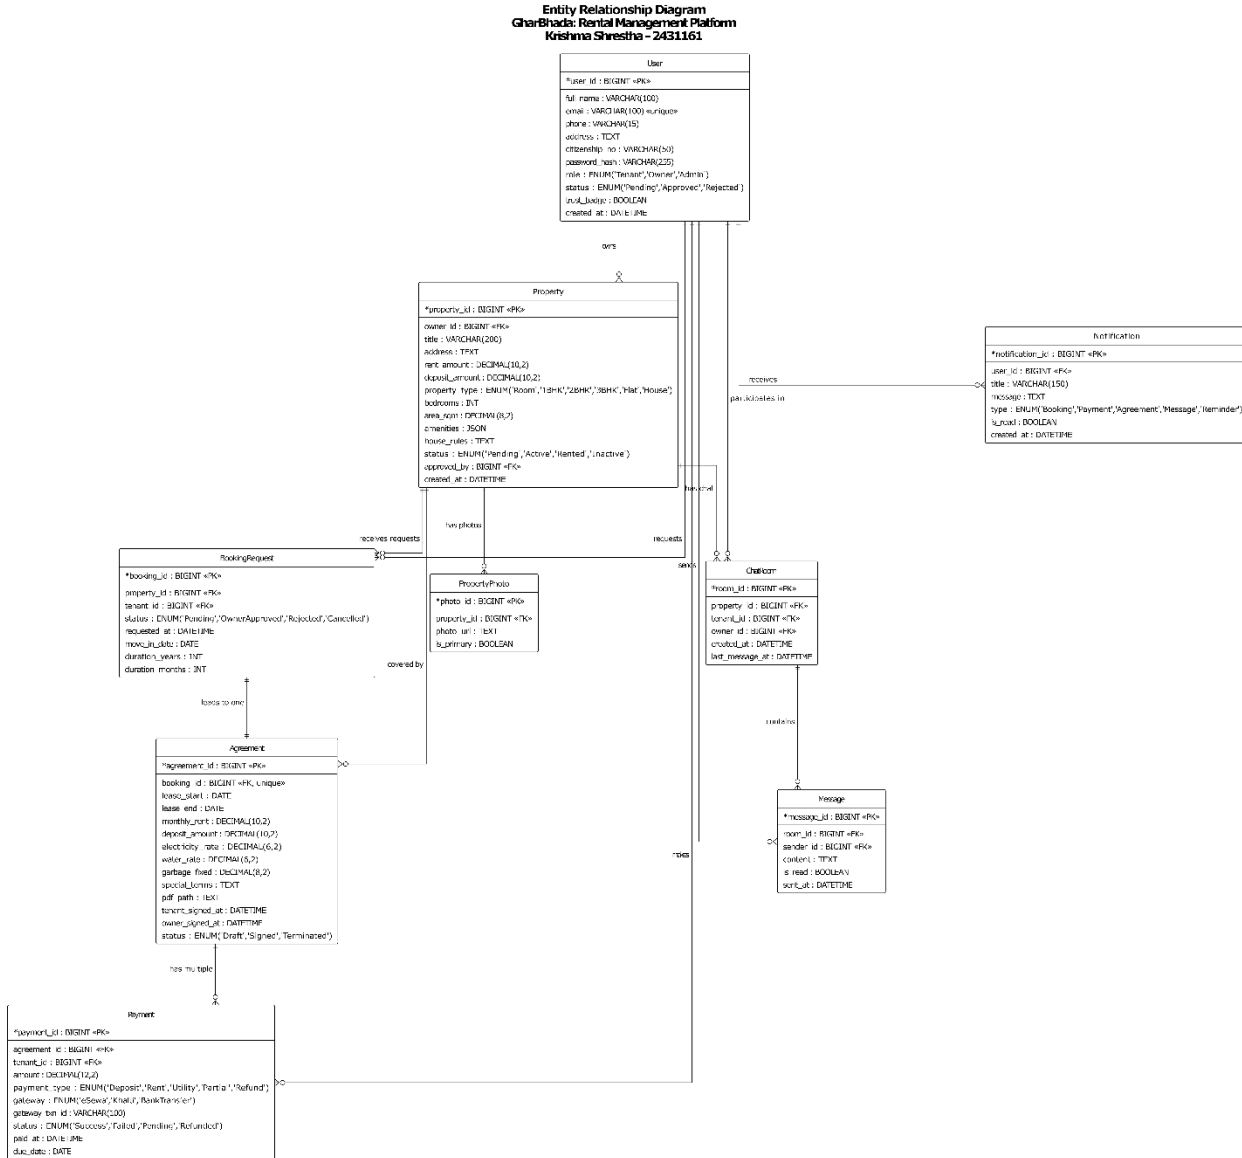 Entity Relationship Diagram
GharBhada: Rental Management Platform
Krishma Shrestha - 2431161
User
*user_id : BIGINT «PK»
full_name : VARCHAR(100)
email : VARCHAR(100) «unique»
phone : VARCHAR(15)
address : TEXT
citizenship_no : VARCHAR(50)
password_hash : VARCHAR(255)
role : ENUM('Tenant','Owner','Admin')
status : ENUM('Pending','Approved','Rejected')
trust_badge : BOOLEAN
created_at : DATETIME
owns
Property
*property_id : BIGINT «PK»
owner_id : BIGINT «FK»
title : VARCHAR(200)
address : TEXT
rent_amount : DECIMAL(10,2)
deposit_amount : DECIMAL(10,2)
property_type : ENUM('Room','1BHK','2BHK','3BHK','Flat','House')
bedrooms : INT
area_sqm : DECIMAL(8,2)
amenities : JSON
house_rules : TEXT
status : ENUM('Pending','Active','Rented','Inactive')
approved_by : BIGINT «FK»
created_at : DATETIME
Notification
*notification_id : BIGINT «PK»
user_id : BIGINT «FK»
title : VARCHAR(150)
message : TEXT
type : ENUM('Booking','Payment','Agreement','Message','Reminder')
is_read : BOOLEAN
created_at : DATETIME
receives
participates in
has chat
has photos
receives requests
requests
sends
covered by
BookingRequest
*booking_id : BIGINT «PK»
property_id : BIGINT «FK»
tenant_id : BIGINT «FK»
status : ENUM('Pending','OwnerApproved','Rejected','Cancelled')
requested_at : DATETIME
move_in_date : DATE
duration_years : INT
duration_months : INT
PropertyPhoto
*photo_id : BIGINT «PK»
property_id : BIGINT «FK»
photo_url : TEXT
is_primary : BOOLEAN
ChatRoom
*room_id : BIGINT «PK»
property_id : BIGINT «FK»
tenant_id : BIGINT «FK»
owner_id : BIGINT «FK»
created_at : DATETIME
last_message_at : DATETIME
leads to one
contains
Agreement
*agreement_id : BIGINT «PK»
booking_id : BIGINT «FK, unique»
lease_start : DATE
lease_end : DATE
monthly_rent : DECIMAL(10,2)
deposit_amount : DECIMAL(10,2)
electricity_rate : DECIMAL(6,2)
water_rate : DECIMAL(6,2)
garbage_fixed : DECIMAL(8,2)
special_terms : TEXT
pdf_path : TEXT
tenant_signed_at : DATETIME
owner_signed_at : DATETIME
status : ENUM('Draft','Signed','Terminated')
Message
*message_id : BIGINT «PK»
room_id : BIGINT «FK»
sender_id : BIGINT «FK»
content : TEXT
is_read : BOOLEAN
sent_at : DATETIME
makes
has multiple
Payment
*payment_id : BIGINT «PK»
agreement_id : BIGINT «FK»
tenant_id : BIGINT «FK»
amount : DECIMAL(12,2)
payment_type : ENUM('Deposit','Rent','Utility','Partial','Refund')
gateway : ENUM('eSewa','Khalti','BankTransfer')
gateway_txn_id : VARCHAR(100)
status : ENUM('Success','Failed','Pending','Refunded')
paid_at : DATETIME
due_date : DATE